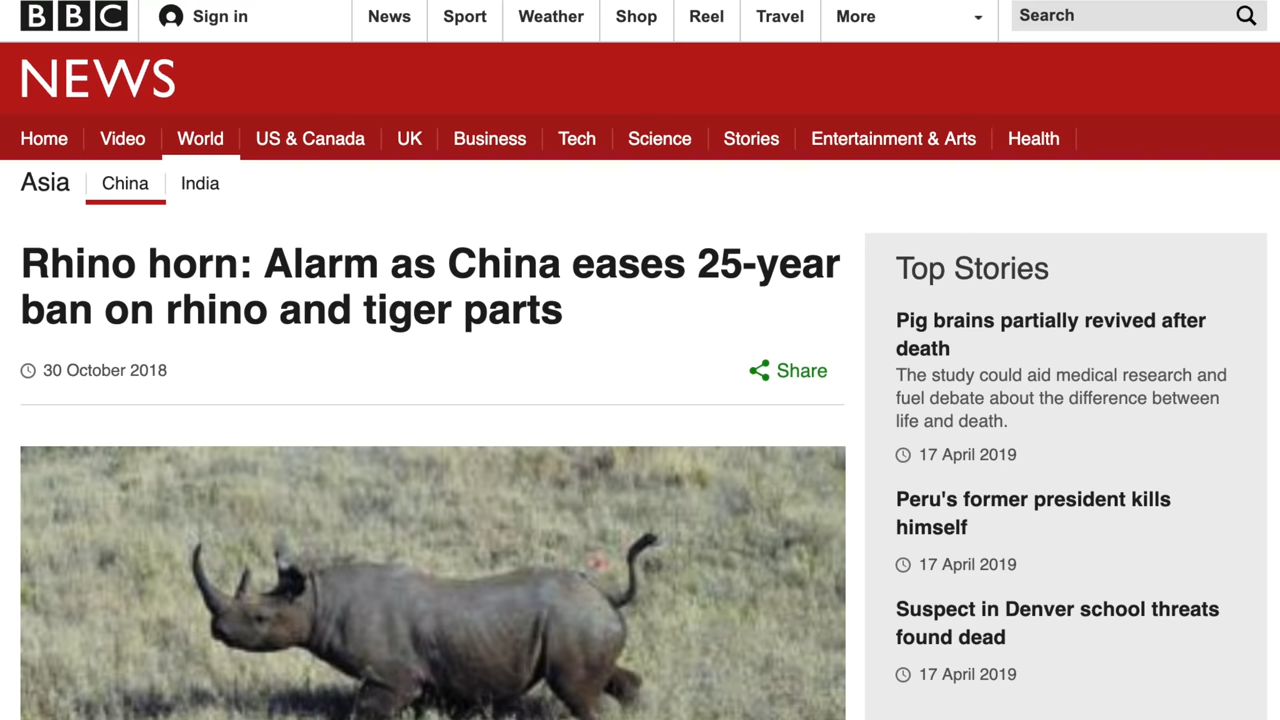 BBC Sign in News Sport Weather Shop Reel Travel More Search
NEWS
Home Video World US & Canada UK Business Tech Science Stories Entertainment & Arts Health
Asia China India
Rhino horn: Alarm as China eases 25-year
ban on rhino and tiger parts
30 October 2018 Share
Top Stories
Pig brains partially revived after
death
The study could aid medical research and
fuel debate about the difference between
life and death.
17 April 2019
Peru's former president kills
himself
17 April 2019
Suspect in Denver school threats
found dead
17 April 2019